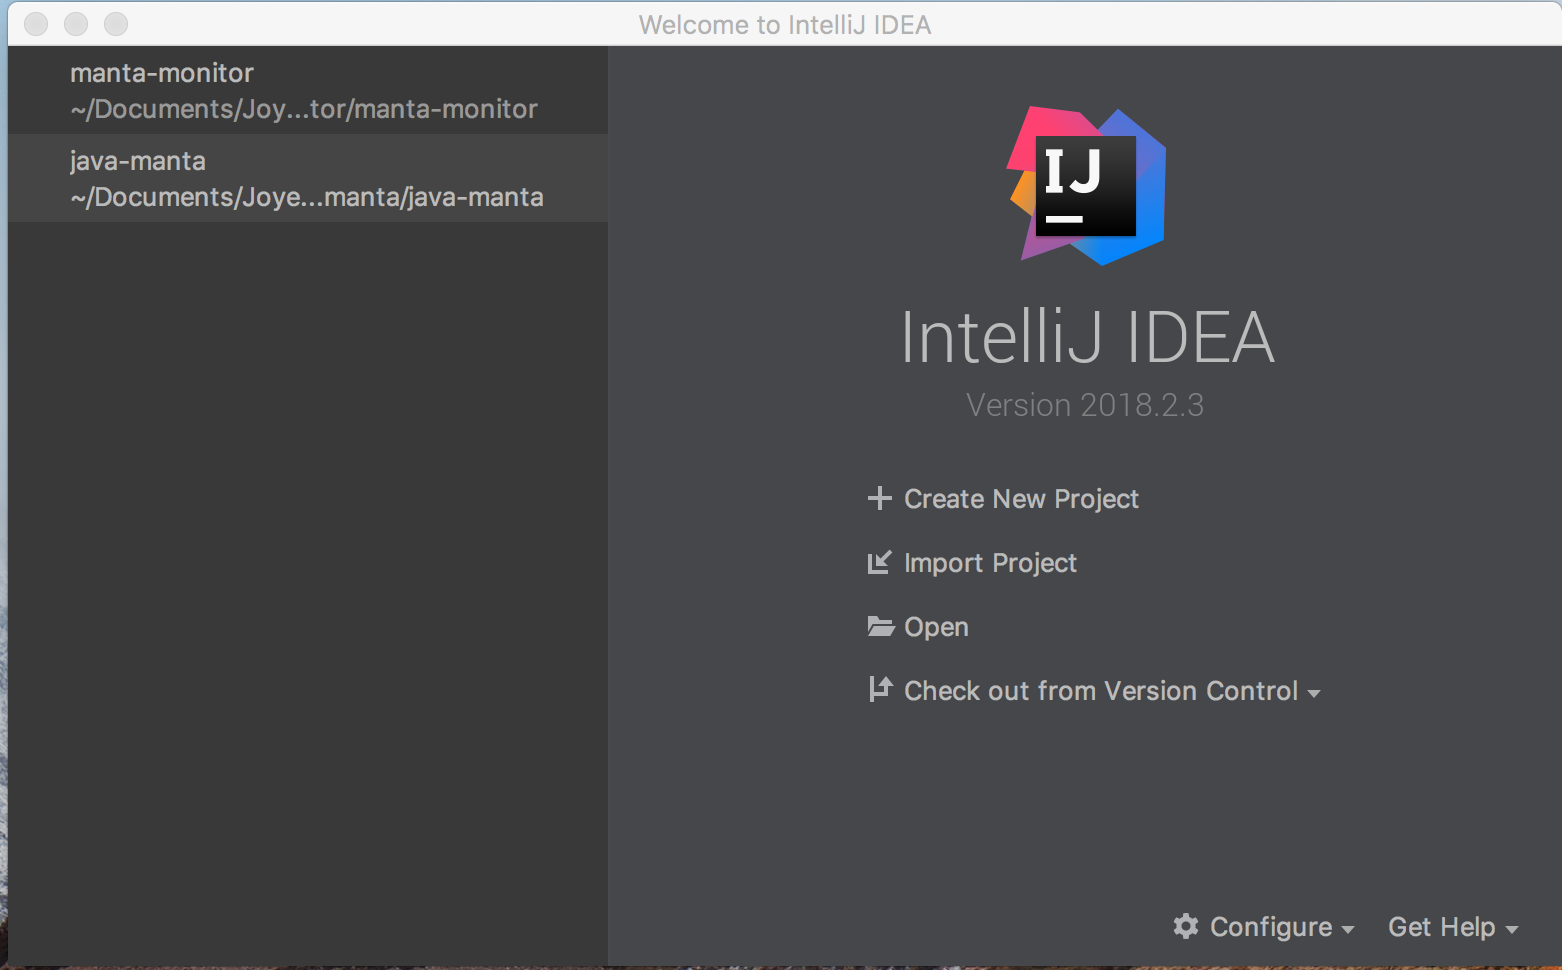 Welcome to IntelliJ IDEA
manta-monitor
~/Documents/Joy...tor/manta-monitor
java-manta
~/Documents/Joye...manta/java-manta
IJ
IntelliJ IDEA
Version 2018.2.3
Create New Project
Import Project
Open
Check out from Version Control
Configure
Get Help